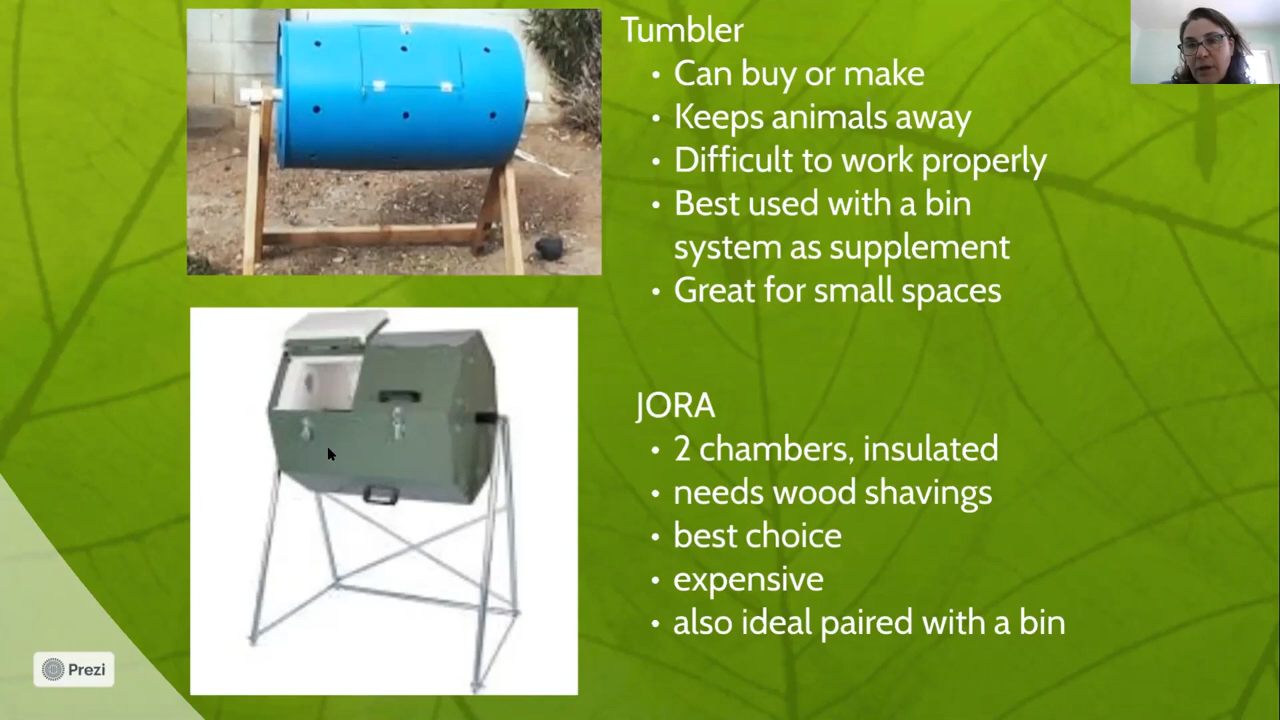 Tumbler
• Can buy or make
• Keeps animals away
• Difficult to work properly
• Best used with a bin
system as supplement
• Great for small spaces
JORA
• 2 chambers, insulated
• needs wood shavings
• best choice
• expensive
• also ideal paired with a bin
Prezi